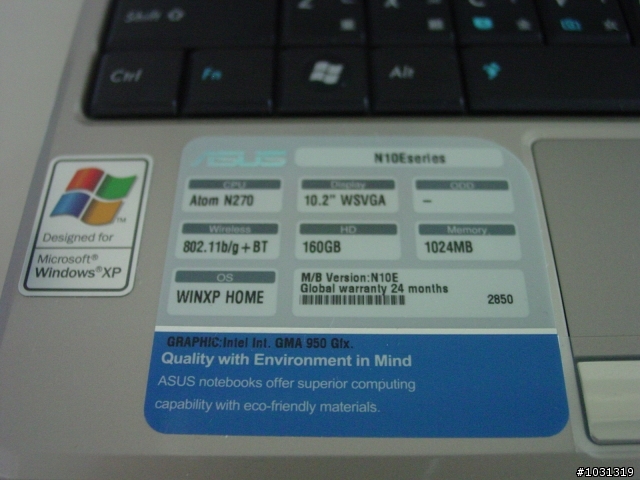 Shift
Z
X
C
Ctrl
Fn
Alt
ASUS
N10Eseries
CPU
Display
ODD
Atom N270
10.2" WSVGA
–
Wireless
HD
Memory
802.11b/g+BT
160GB
1024MB
OS
WINXP HOME
M/B Version:N10E
Global warranty 24 months
2850
GRAPHIC:Intel Int. GMA 950 Gfx.
Quality with Environment in Mind
ASUS notebooks offer superior computing
capability with eco-friendly materials.
TM
Designed for
Microsoft®
Windows®XP
#1031319